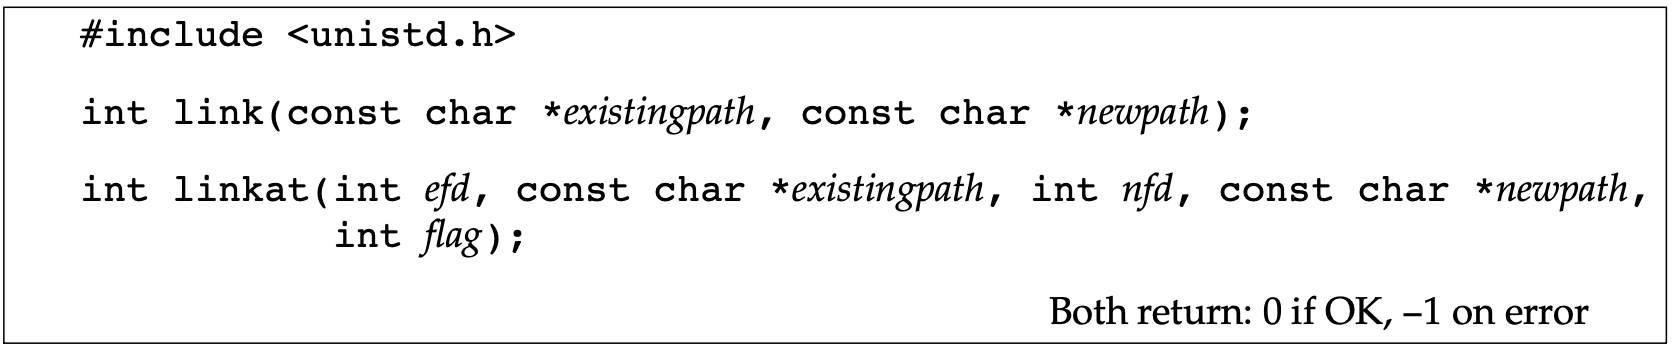 #include <unistd.h>
int link(const char *existingpath, const char *newpath);
int linkat(int efd, const char *existingpath, int nfd, const char *newpath,
int flag);
Both return: 0 if OK, –1 on error